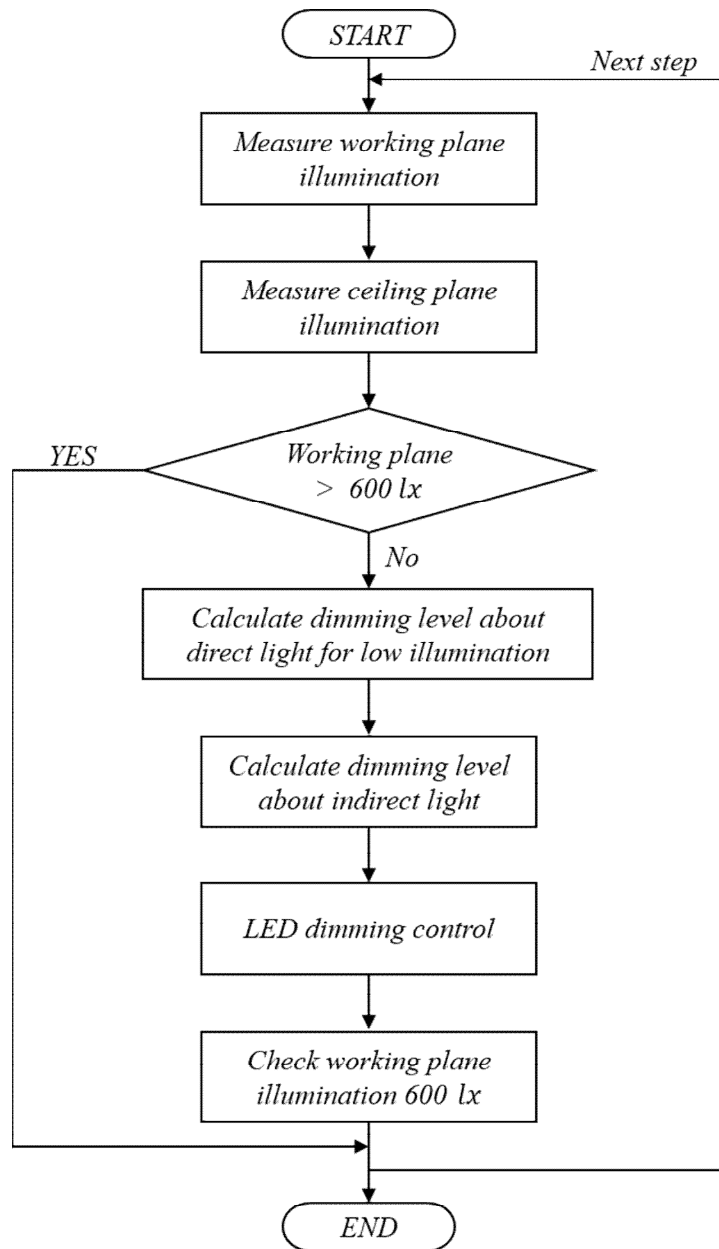 START
Next step
Measure working plane
illumination
Measure ceiling plane
illumination
YES
Working plane
> 600 lx
No
Calculate dimming level about
direct light for low illumination
Calculate dimming level
about indirect light
LED dimming control
Check working plane
illumination 600 lx
END